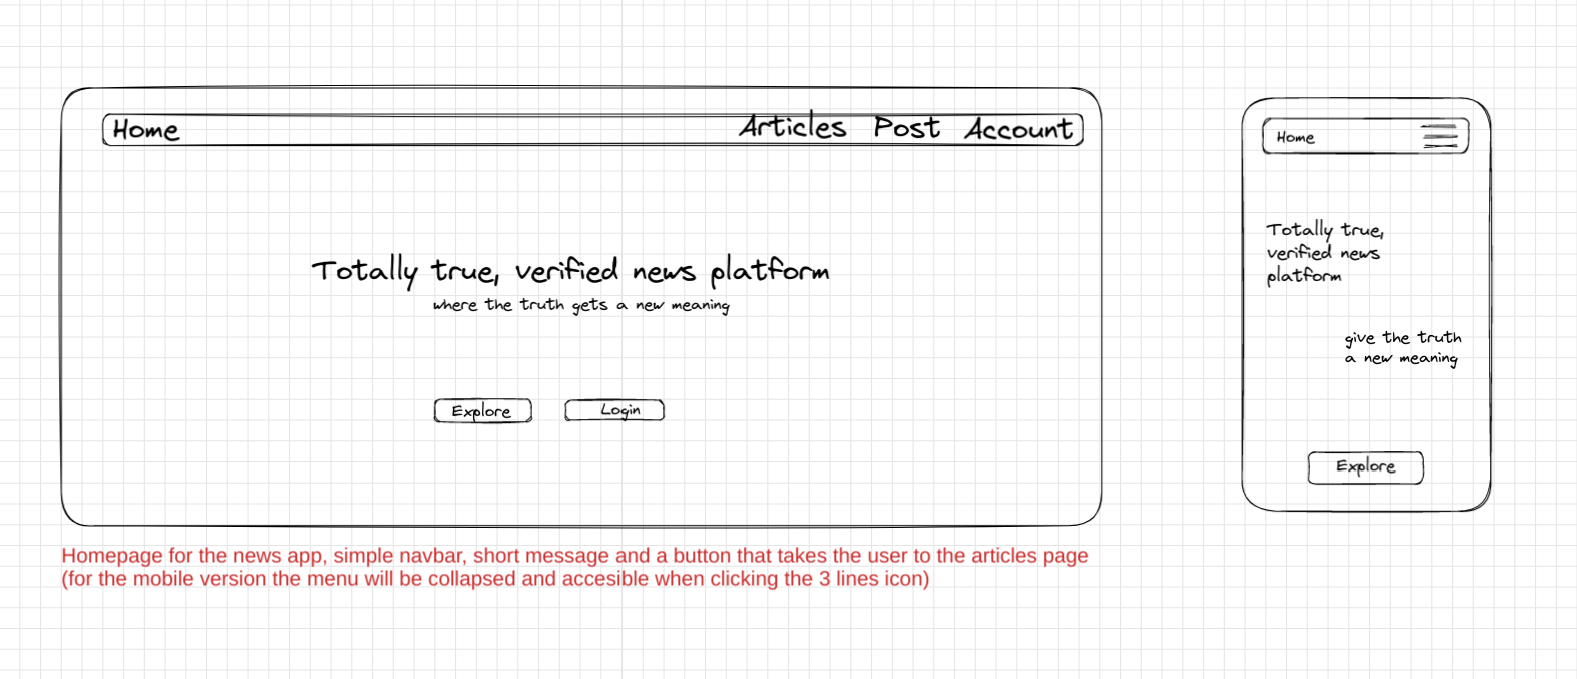 Home Articles Post Account
Totally true, verified news platform
where the truth gets a new meaning
Explore Login
Home
Totally true,
verified news
platform
give the truth
a new meaning
Explore
Homepage for the news app, simple navbar, short message and a button that takes the user to the articles page
(for the mobile version the menu will be collapsed and accesible when clicking the 3 lines icon)